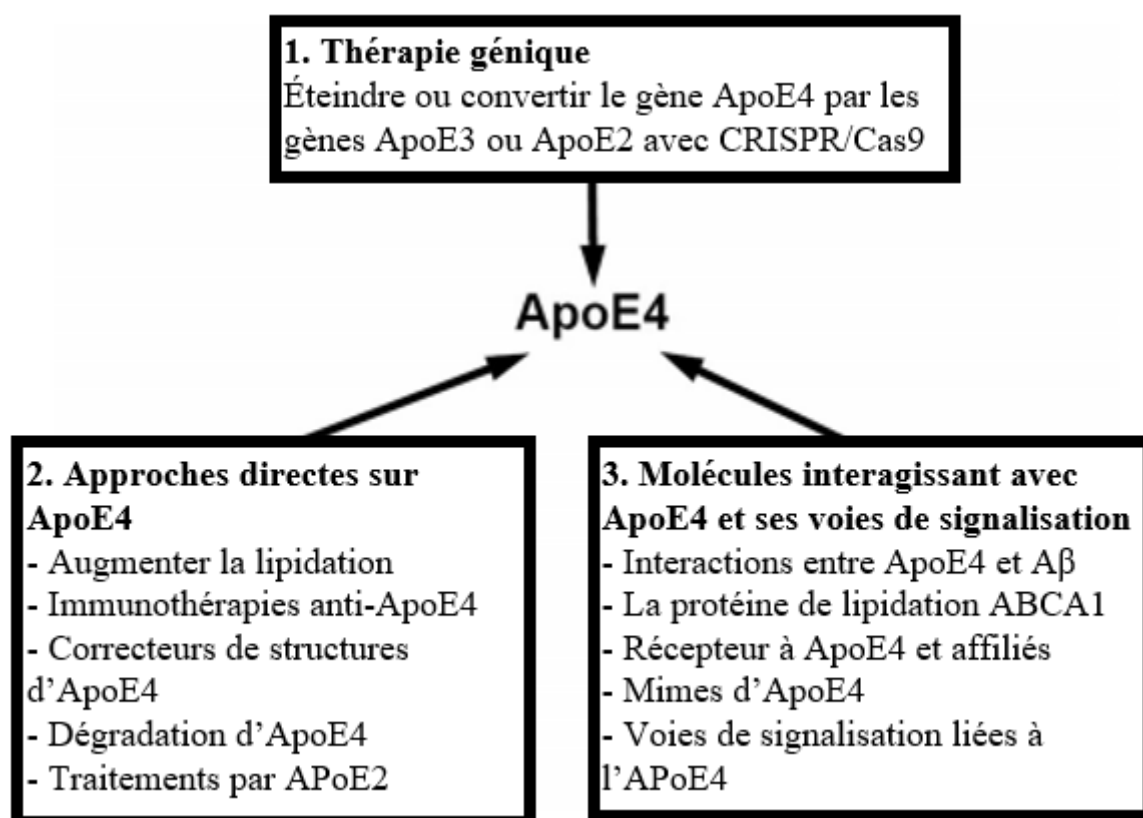 1. Thérapie génique
Éteindre ou convertir le gène ApoE4 par les
gènes ApoE3 ou ApoE2 avec CRISPR/Cas9
ApoE4
2. Approches directes sur
ApoE4
- Augmenter la lipidation
- Immunothérapies anti-ApoE4
- Correcteurs de structures
d’ApoE4
- Dégradation d’ApoE4
- Traitements par APoE2
3. Molécules interagissant avec
ApoE4 et ses voies de signalisation
- Interactions entre ApoE4 et Aβ
- La protéine de lipidation ABCA1
- Récepteur à ApoE4 et affiliés
- Mimes d’ApoE4
- Voies de signalisation liées à
l’APoE4